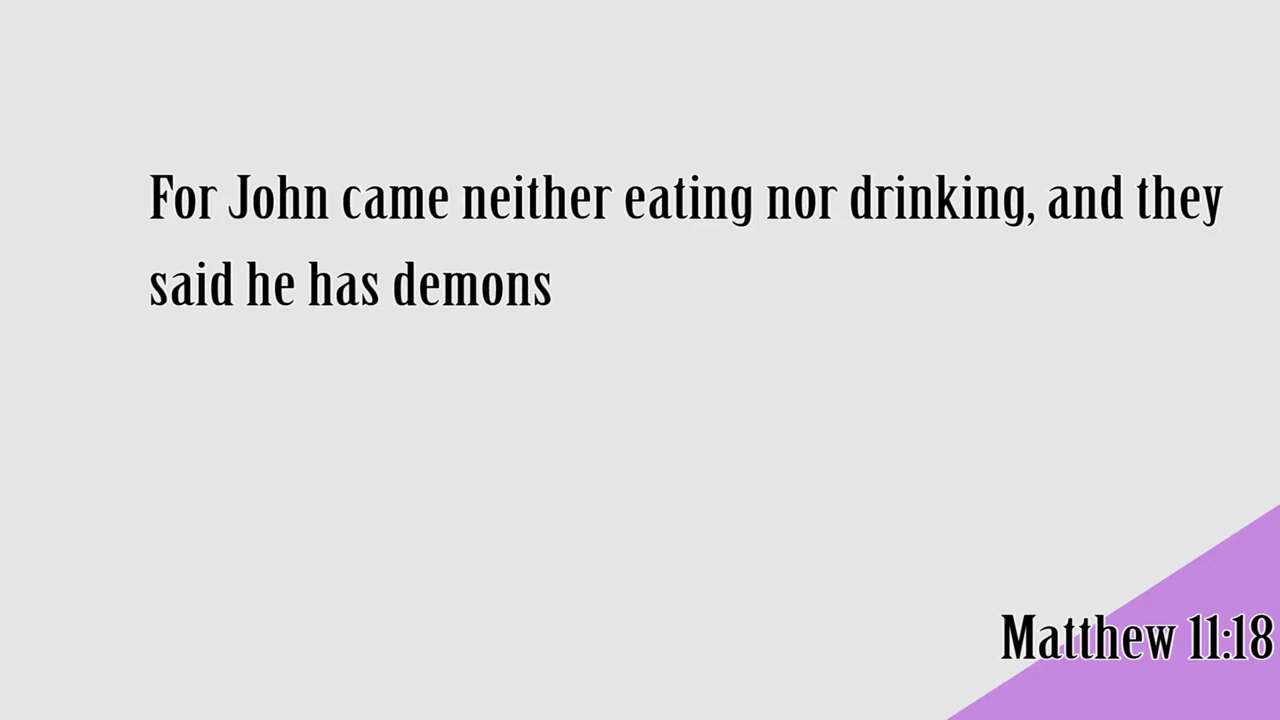 For John came neither eating nor drinking, and they
said he has demons
Matthew 11:18